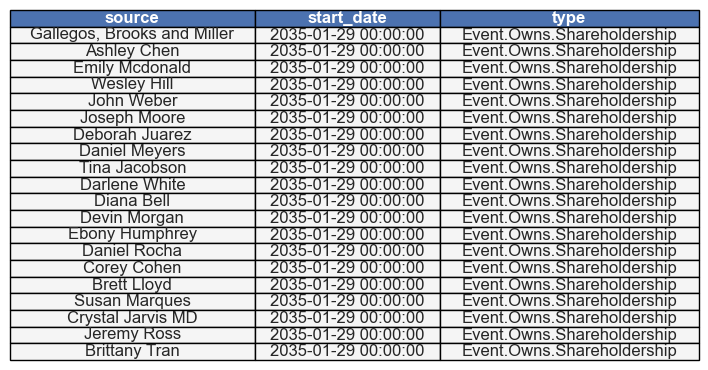 source start_date type
Gallegos, Brooks and Miller 2035-01-29 00:00:00 Event.Owns.Shareholdership
Ashley Chen 2035-01-29 00:00:00 Event.Owns.Shareholdership
Emily Mcdonald 2035-01-29 00:00:00 Event.Owns.Shareholdership
Wesley Hill 2035-01-29 00:00:00 Event.Owns.Shareholdership
John Weber 2035-01-29 00:00:00 Event.Owns.Shareholdership
Joseph Moore 2035-01-29 00:00:00 Event.Owns.Shareholdership
Deborah Juarez 2035-01-29 00:00:00 Event.Owns.Shareholdership
Daniel Meyers 2035-01-29 00:00:00 Event.Owns.Shareholdership
Tina Jacobson 2035-01-29 00:00:00 Event.Owns.Shareholdership
Darlene White 2035-01-29 00:00:00 Event.Owns.Shareholdership
Diana Bell 2035-01-29 00:00:00 Event.Owns.Shareholdership
Devin Morgan 2035-01-29 00:00:00 Event.Owns.Shareholdership
Ebony Humphrey 2035-01-29 00:00:00 Event.Owns.Shareholdership
Daniel Rocha 2035-01-29 00:00:00 Event.Owns.Shareholdership
Corey Cohen 2035-01-29 00:00:00 Event.Owns.Shareholdership
Brett Lloyd 2035-01-29 00:00:00 Event.Owns.Shareholdership
Susan Marques 2035-01-29 00:00:00 Event.Owns.Shareholdership
Crystal Jarvis MD 2035-01-29 00:00:00 Event.Owns.Shareholdership
Jeremy Ross 2035-01-29 00:00:00 Event.Owns.Shareholdership
Brittany Tran 2035-01-29 00:00:00 Event.Owns.Shareholdership